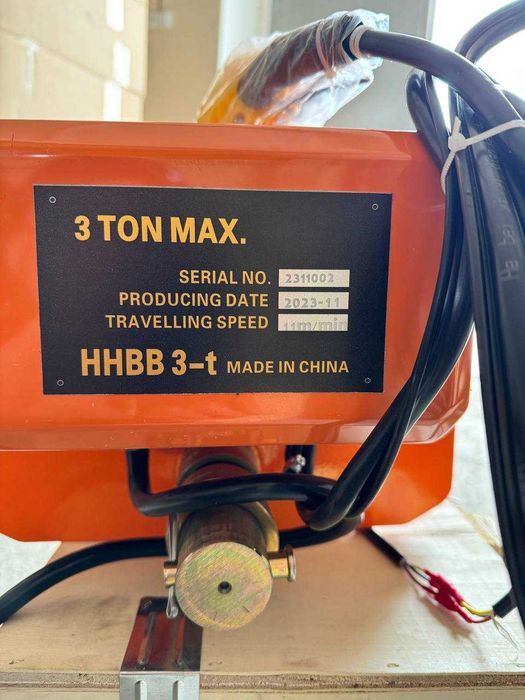 3 TON MAX.
SERIAL NO. 2311002
PRODUCING DATE 2023-11
TRAVELLING SPEED 11m/min
HHBB 3-t MADE IN CHINA